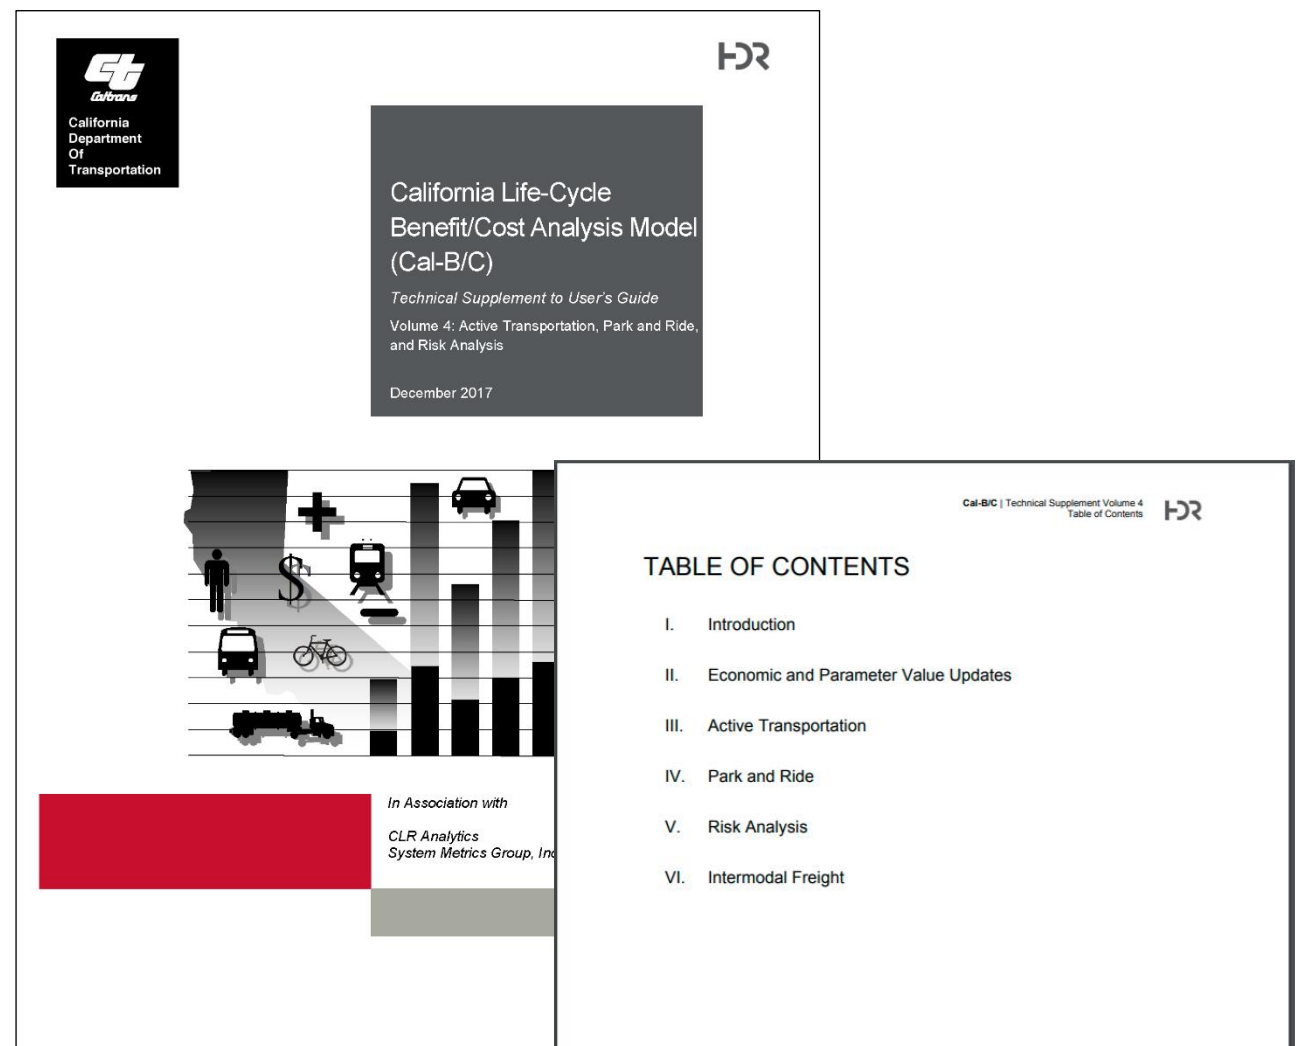 Caltrans
California
Department
Of
Transportation
HDR
California Life-Cycle
Benefit/Cost Analysis Model
(Cal-B/C)
Technical Supplement to User's Guide
Volume 4: Active Transportation, Park and Ride,
and Risk Analysis
December 2017
$
In Association with
CLR Analytics
System Metrics Group, Inc
Cal-B/C | Technical Supplement Volume 4
Table of Contents
HDR
TABLE OF CONTENTS
I. Introduction
II. Economic and Parameter Value Updates
III. Active Transportation
IV. Park and Ride
V. Risk Analysis
VI. Intermodal Freight